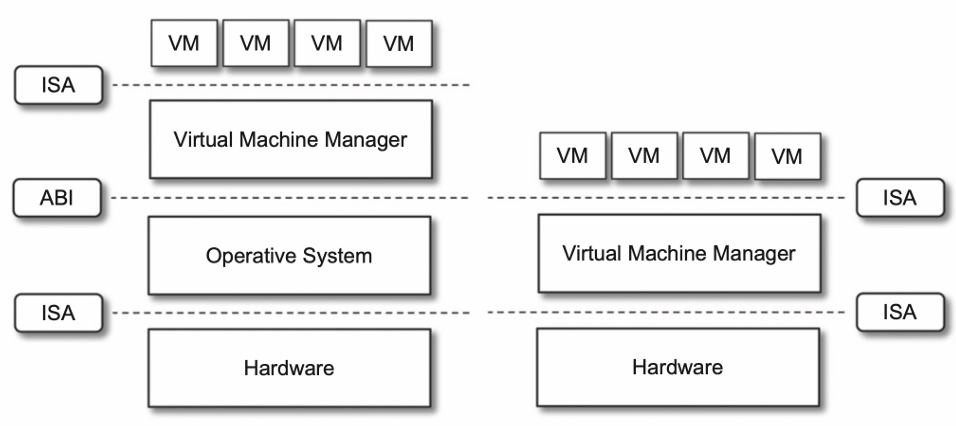 VM VM VM VM
ISA
Virtual Machine Manager
VM VM VM VM
ABI
ISA
Operative System
Virtual Machine Manager
ISA
ISA
Hardware
Hardware